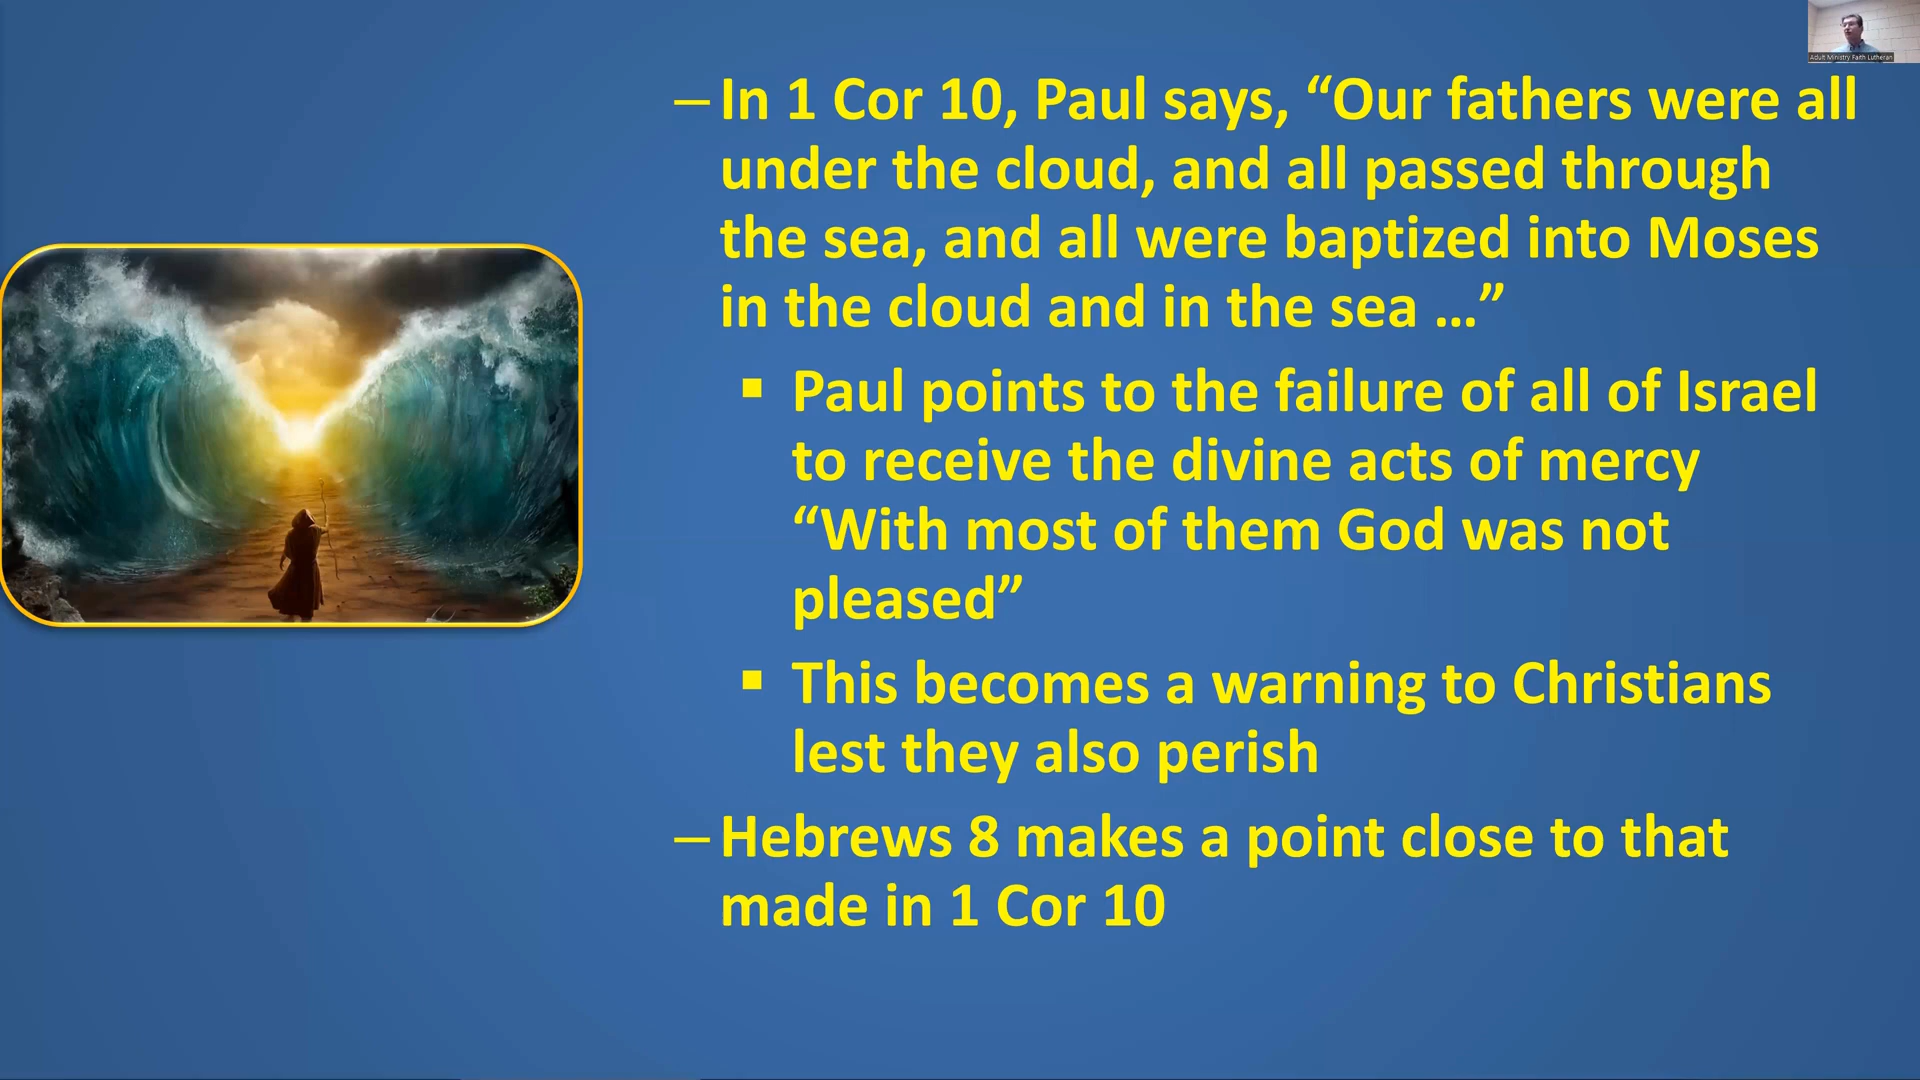 Adult Ministry Faith Lutheran
– In 1 Cor 10, Paul says, “Our fathers were all
under the cloud, and all passed through
the sea, and all were baptized into Moses
in the cloud and in the sea …”
▪ Paul points to the failure of all of Israel
to receive the divine acts of mercy
“With most of them God was not
pleased”
▪ This becomes a warning to Christians
lest they also perish
– Hebrews 8 makes a point close to that
made in 1 Cor 10